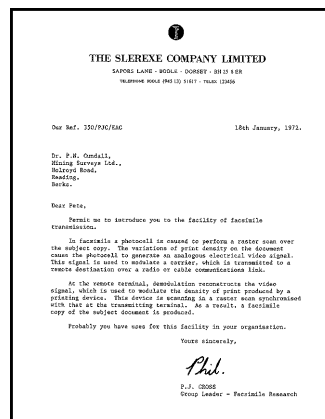 THE SLEREXE COMPANY LIMITED
SAPORS LANE - BOOLE - DORSET - BH 25 8 ER
TELEPHONE BOOLE (945 13) 51617 - TELEX 123456
Our Ref. 350/PJC/EAC 18th January, 1972.
Dr. P.N. Cundall,
Mining Surveys Ltd.,
Holroyd Road,
Reading,
Berks.
Dear Pete,
Permit me to introduce you to the facility of facsimile
transmission.
In facsimile a photocell is caused to perform a raster scan over
the subject copy. The variations of print density on the document
cause the photocell to generate an analogous electrical video signal.
This signal is used to modulate a carrier, which is transmitted to a
remote destination over a radio or cable communications link.
At the remote terminal, demodulation reconstructs the video
signal, which is used to modulate the density of print produced by a
printing device. This device is scanning in a raster scan synchronised
with that at the transmitting terminal. As a result, a facsimile
copy of the subject document is produced.
Probably you have uses for this facility in your organisation.
Yours sincerely,
Phil.
P.J. CROSS
Group Leader - Facsimile Research